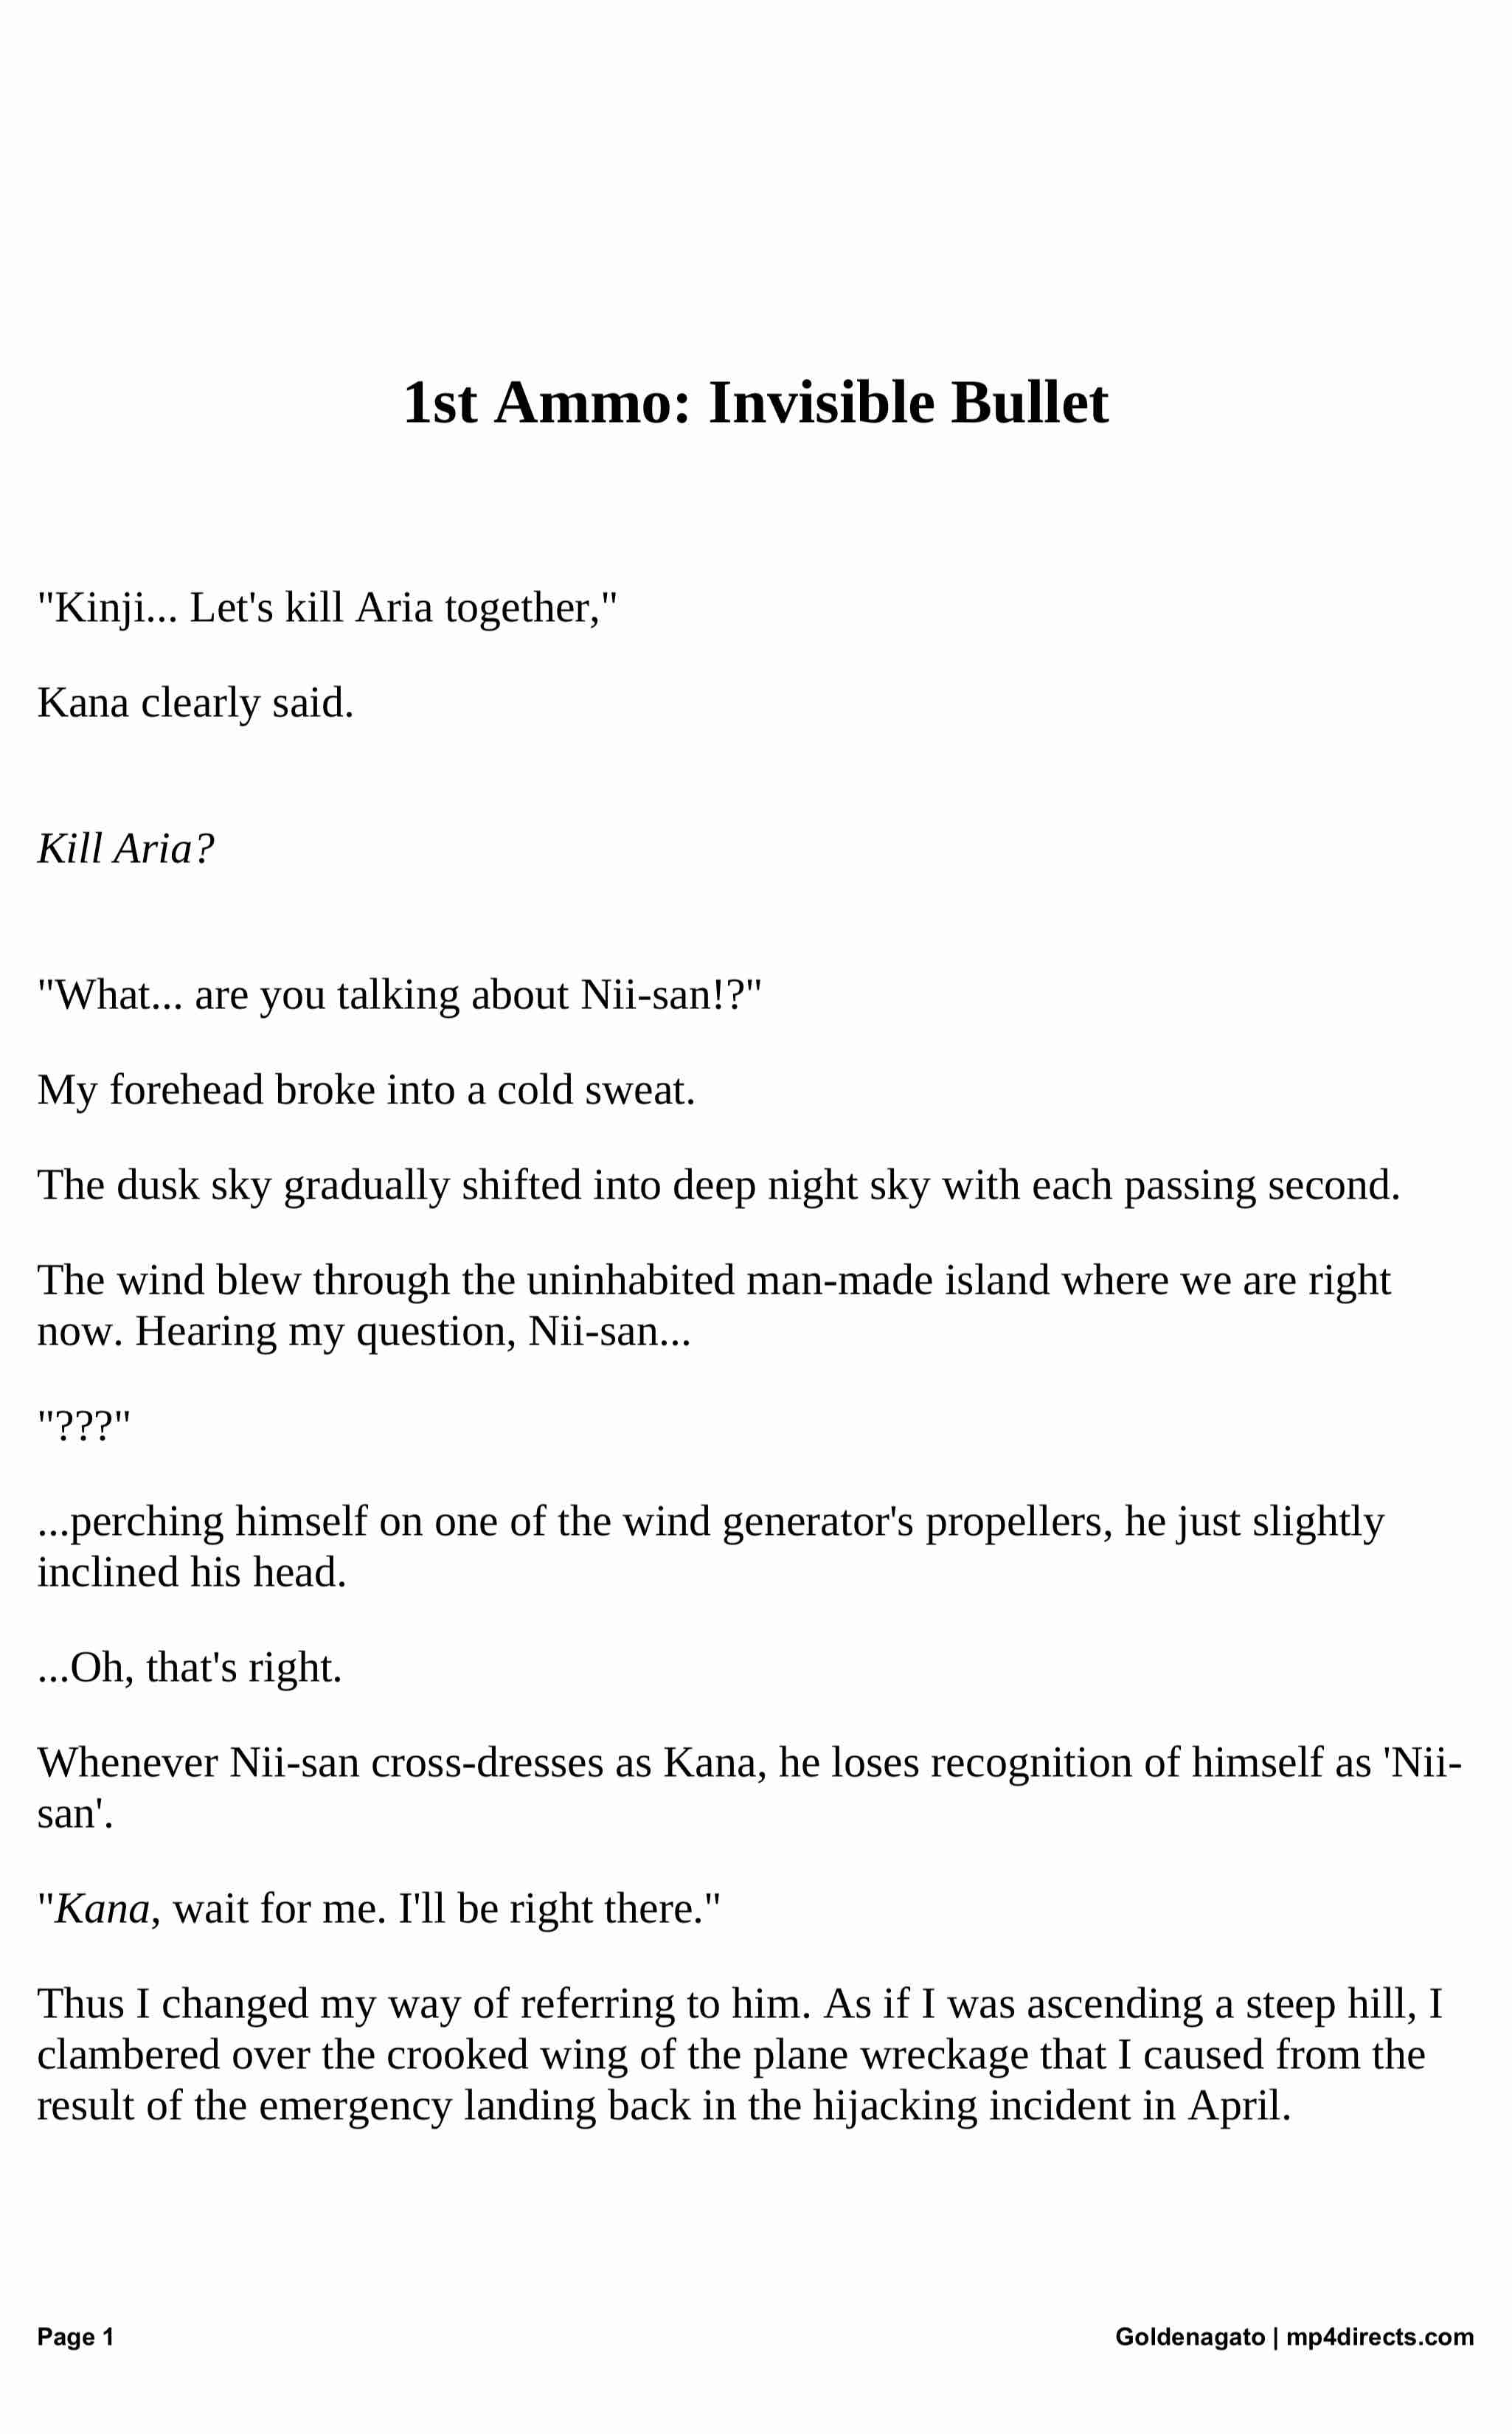 1st Ammo: Invisible Bullet
"Kinji... Let's kill Aria together,"
Kana clearly said.
Kill Aria?
"What... are you talking about Nii-san!?"
My forehead broke into a cold sweat.
The dusk sky gradually shifted into deep night sky with each passing second.
The wind blew through the uninhabited man-made island where we are right
now. Hearing my question, Nii-san...
"???"
...perching himself on one of the wind generator's propellers, he just slightly
inclined his head.
...Oh, that's right.
Whenever Nii-san cross-dresses as Kana, he loses recognition of himself as 'Nii-
san'.
"Kana, wait for me. I'll be right there."
Thus I changed my way of referring to him. As if I was ascending a steep hill, I
clambered over the crooked wing of the plane wreckage that I caused from the
result of the emergency landing back in the hijacking incident in April.
Page 1
Goldenagato | mp4directs.com